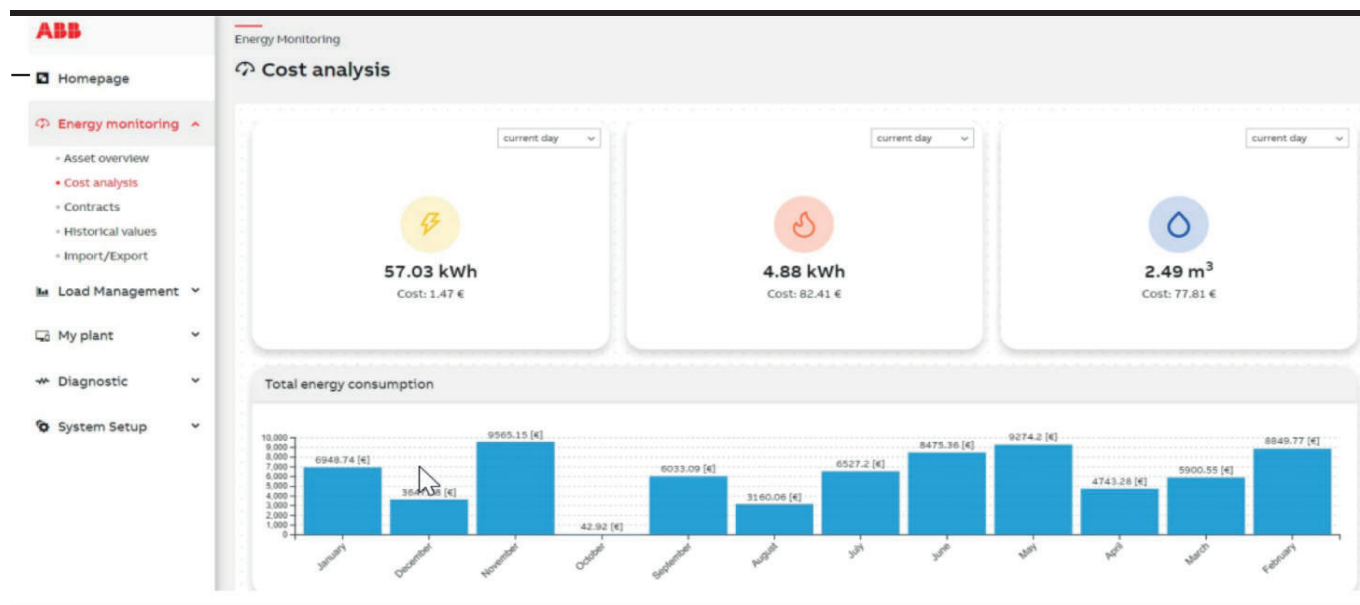 ABB
Homepage
Energy monitoring
Asset overview
Cost analysis
Contracts
Historical values
Import/Export
Load Management
My plant
Diagnostic
System Setup
Energy Monitoring
Cost analysis
current day
57.03 kWh
Cost: 1.47 €
current day
4.88 kWh
Cost: 82.41 €
current day
2.49 m³
Cost: 77.81 €
Total energy consumption
10,000
9,000
8,000
7,000
6,000
5,000
4,000
3,000
2,000
1,000
0
6948.74 [€]
[€]
9565.15 [€]
42.92 [€]
6033.09 [€]
3160.06 [€]
6527.2 [€]
8475.36 [€]
9274.2 [€]
4743.28 [€]
5900.55 [€]
8849.77 [€]
January
December
November
October
September
August
July
June
May
April
March
February